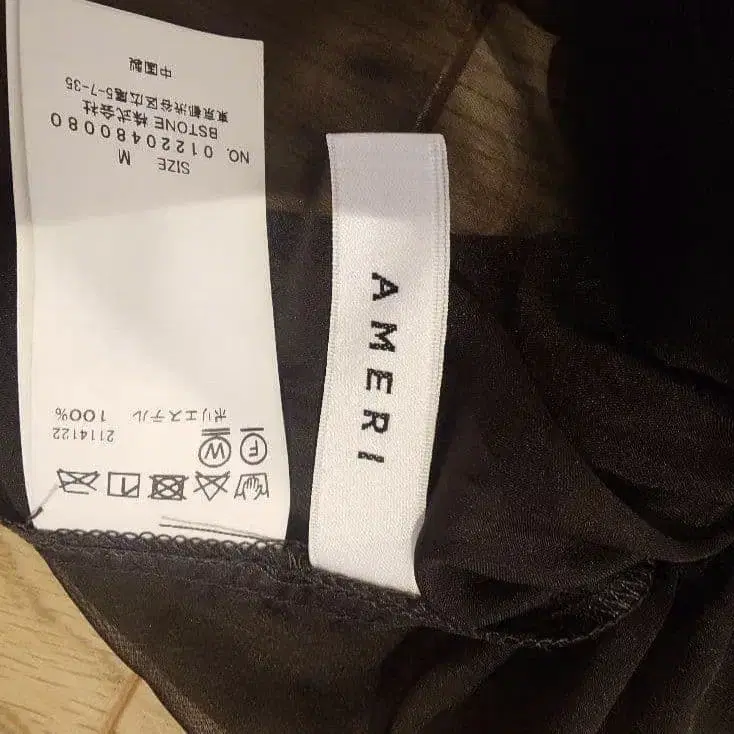 AMERI
F W
2114122
ポリエステル 100%
SIZE M
NO. 01220480080
BSTONE 株式会社
東京都渋谷区広尾5-7-35
中国製